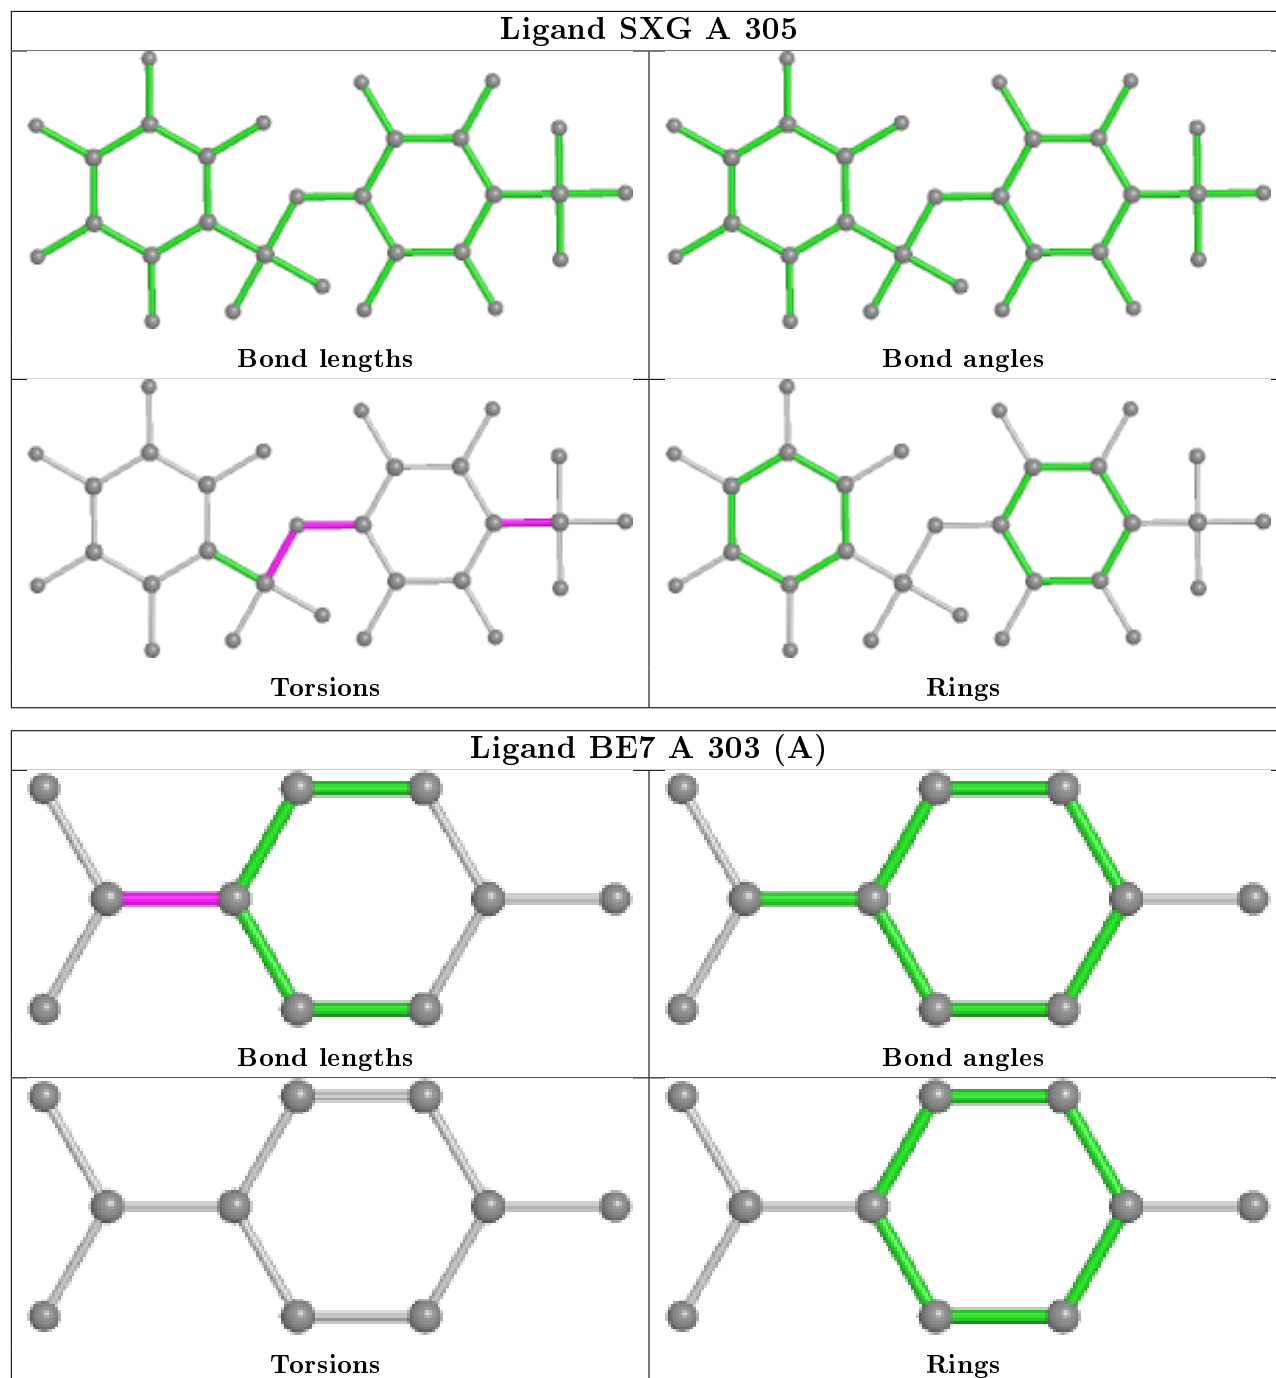 Ligand SXG A 305
Bond lengths
Bond angles
Torsions
Rings
Ligand BE7 A 303 (A)
Bond lengths
Bond angles
Torsions
Rings